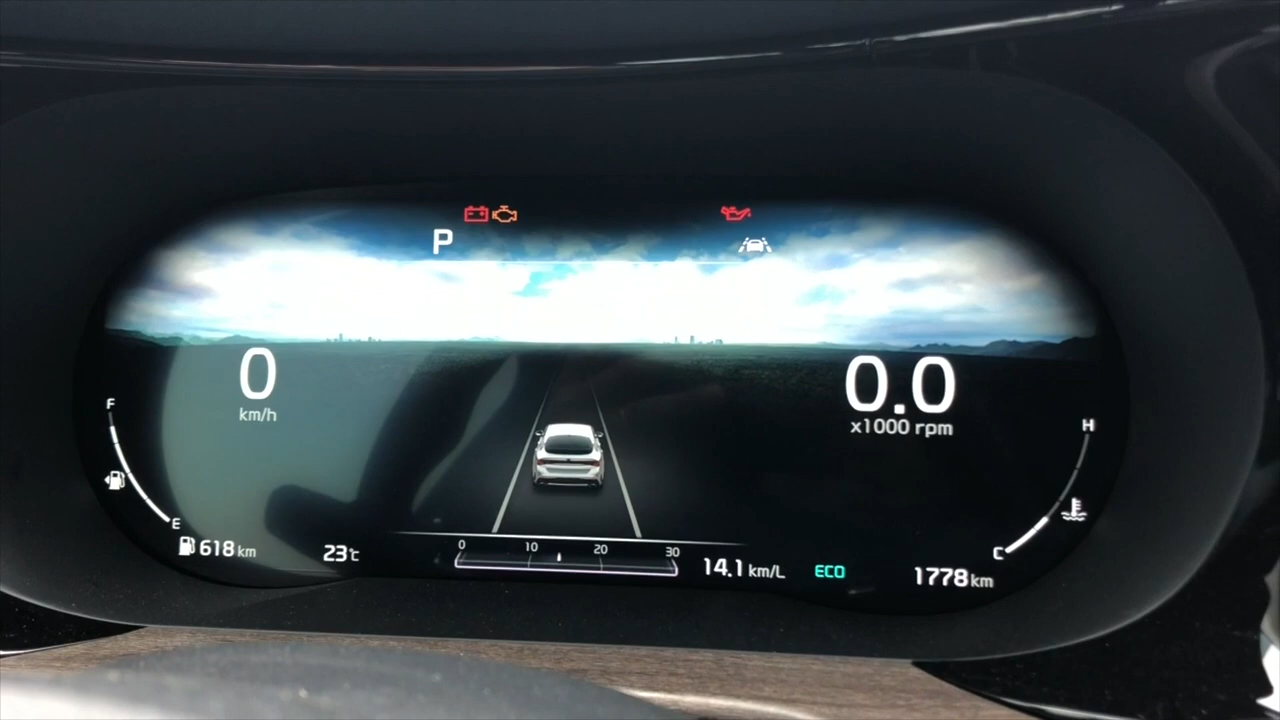 P
0
km/h
0.0
x1000 rpm
F
E
H
C
618 km
23℃
0 10 20 30
14.1 km/L
ECO
1778 km